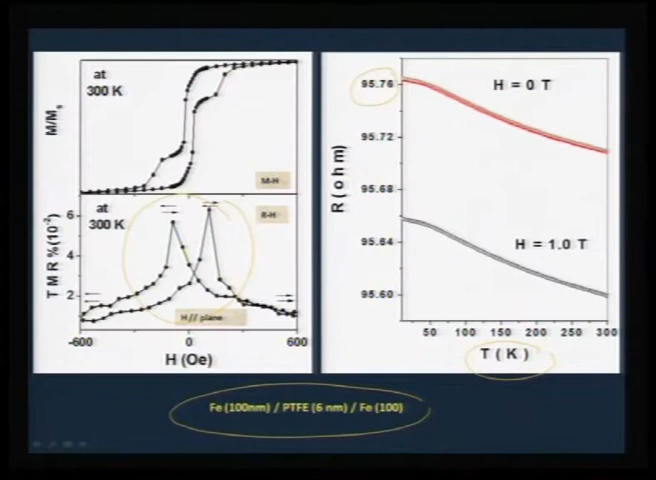 at
300 K
M/Ms
M-H
at
300 K
R-H
6
4
2
TMR %(10⁻²)
H // plane
-600
0
600
H (Oe)
95.76
95.72
95.68
95.64
95.60
R (ohm)
H = 0 T
H = 1.0 T
50 100 150 200 250 300
T (K)
Fe (100nm) / PTFE (6 nm) / Fe (100)